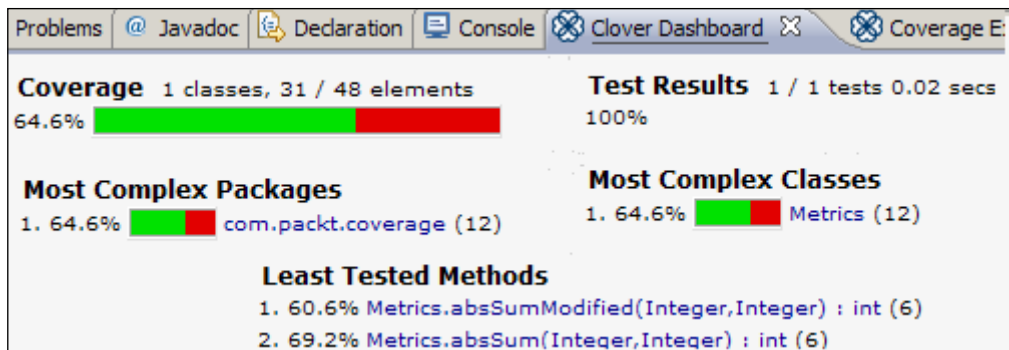 Problems @ Javadoc Declaration Console Clover Dashboard Coverage E
Coverage 1 classes, 31 / 48 elements
64.6%
Test Results 1 / 1 tests 0.02 secs
100%
Most Complex Packages
1. 64.6% com.packt.coverage (12)
Most Complex Classes
1. 64.6% Metrics (12)
Least Tested Methods
1. 60.6% Metrics.absSumModified(Integer,Integer) : int (6)
2. 69.2% Metrics.absSum(Integer,Integer) : int (6)